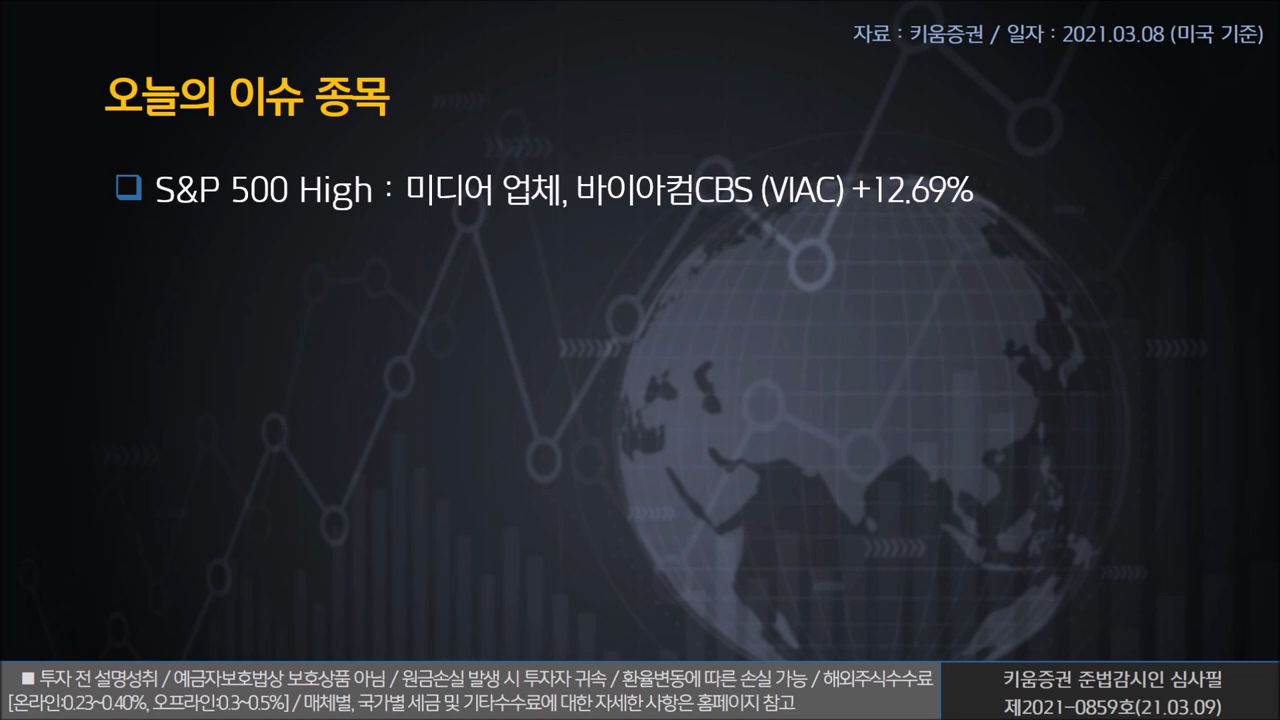 자료 : 키움증권 / 일자 : 2021.03.08 (미국 기준)
오늘의 이슈 종목
❑ S&P 500 High : 미디어 업체, 바이아컴CBS (VIAC) +12.69%
■ 투자 전 설명성취 / 예금자보호법상 보호상품 아님 / 원금손실 발생 시 투자자 귀속 / 환율변동에 따른 손실 가능 / 해외주식수수료
[온라인:0.23~0.40%, 오프라인:0.3~0.5%] / 매체별, 국가별 세금 및 기타수수료에 대한 자세한 사항은 홈페이지 참고
키움증권 준법감시인 심사필
제2021-0859호(21.03.09)